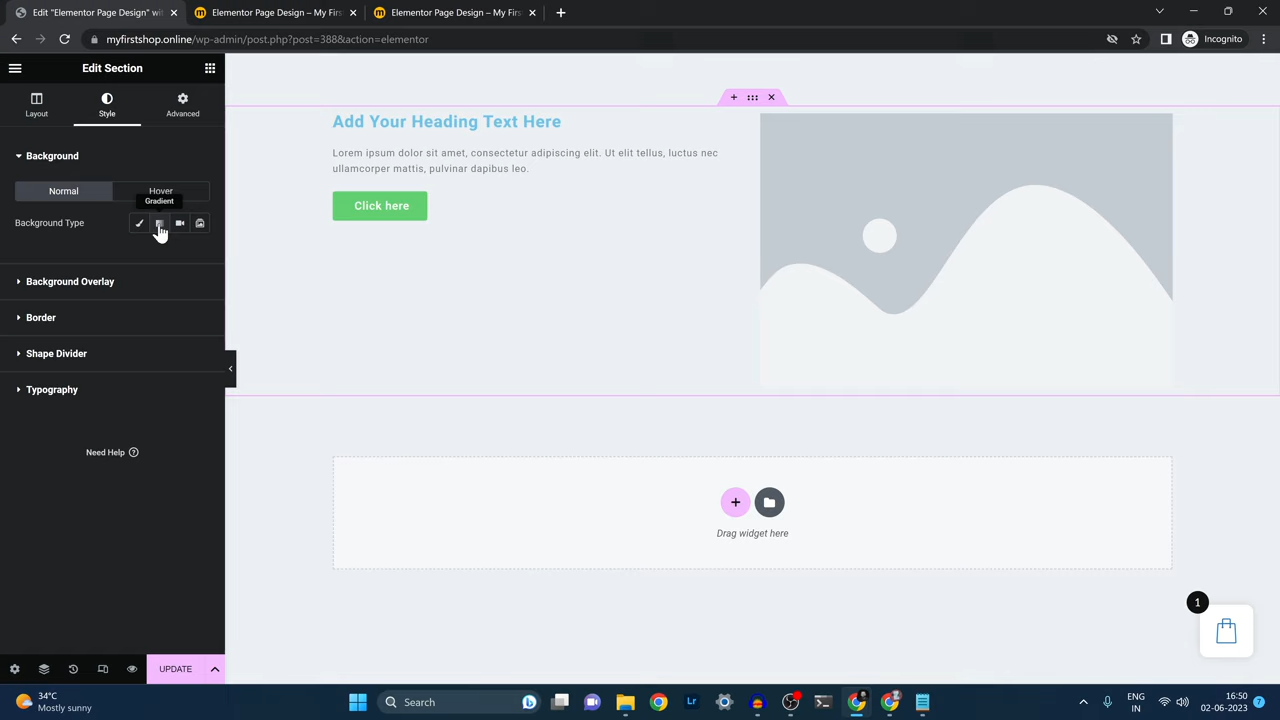 Edit "Elementor Page Design" wit
Elementor Page Design – My Firs
Elementor Page Design – My Firs
myfirstshop.online/wp-admin/post.php?post=388&action=elementor
Incognito
Edit Section
Layout
Style
Advanced
Background
Normal
Hover
Gradient
Background Type
Background Overlay
Border
Shape Divider
Typography
Need Help
UPDATE
Add Your Heading Text Here
Lorem ipsum dolor sit amet, consectetur adipiscing elit. Ut elit tellus, luctus nec
ullamcorper mattis, pulvinar dapibus leo.
Click here
Drag widget here
1
34°C
Mostly sunny
Search
Lr
ENG
IN
16:50
02-06-2023
7